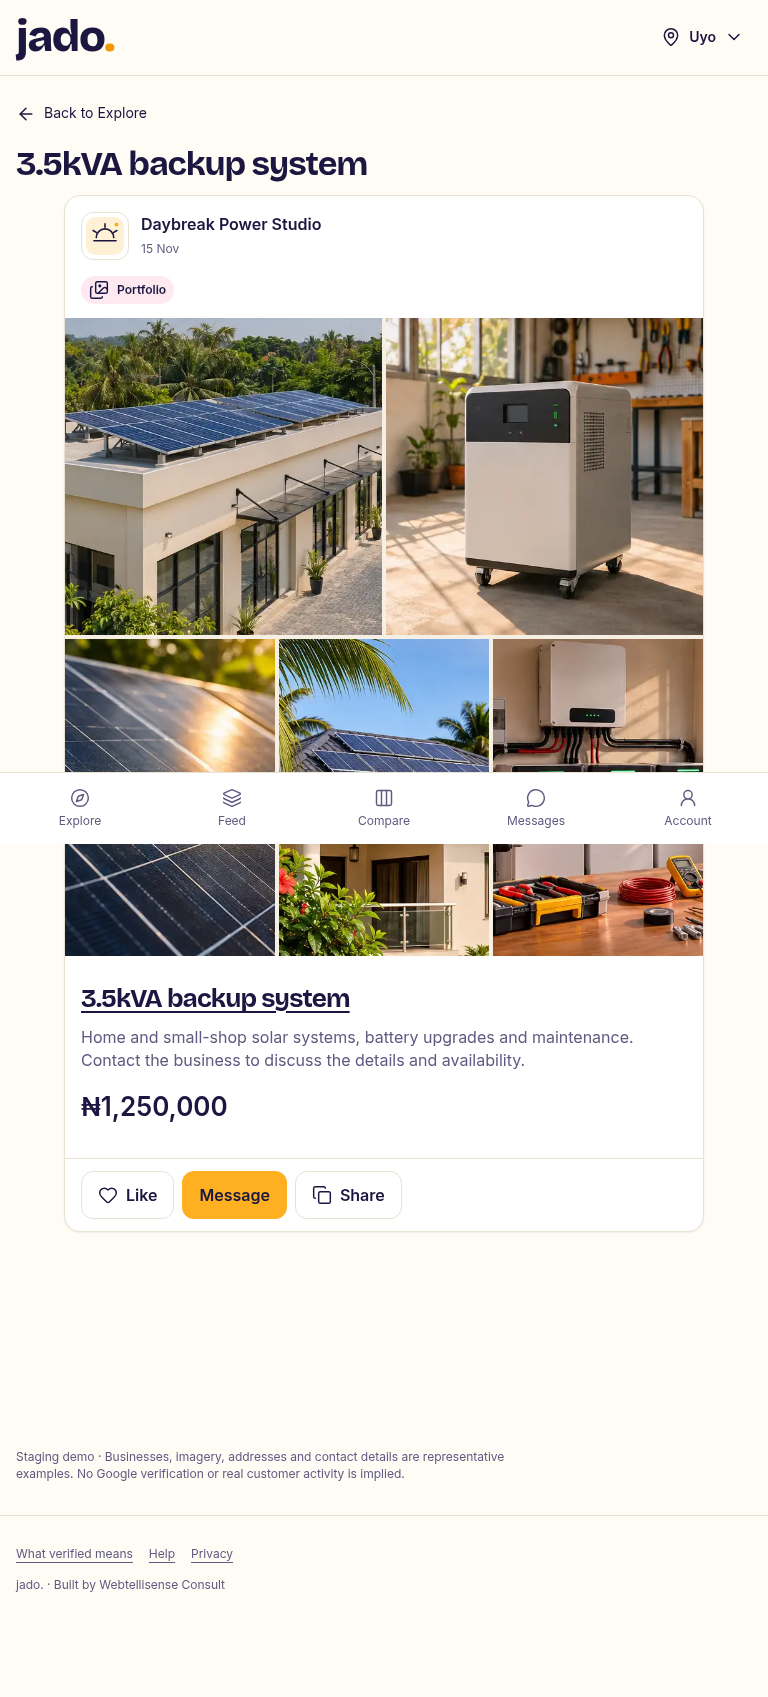 jado.
Uyo
Back to Explore
3.5kVA backup system
Daybreak Power Studio
15 Nov
Portfolio
Explore
Feed
Compare
Messages
Account
3.5kVA backup system
Home and small-shop solar systems, battery upgrades and maintenance.
Contact the business to discuss the details and availability.
₦1,250,000
Like
Message
Share
Staging demo · Businesses, imagery, addresses and contact details are representative
examples. No Google verification or real customer activity is implied.
What verified means
Help
Privacy
jado. · Built by Webtellisense Consult